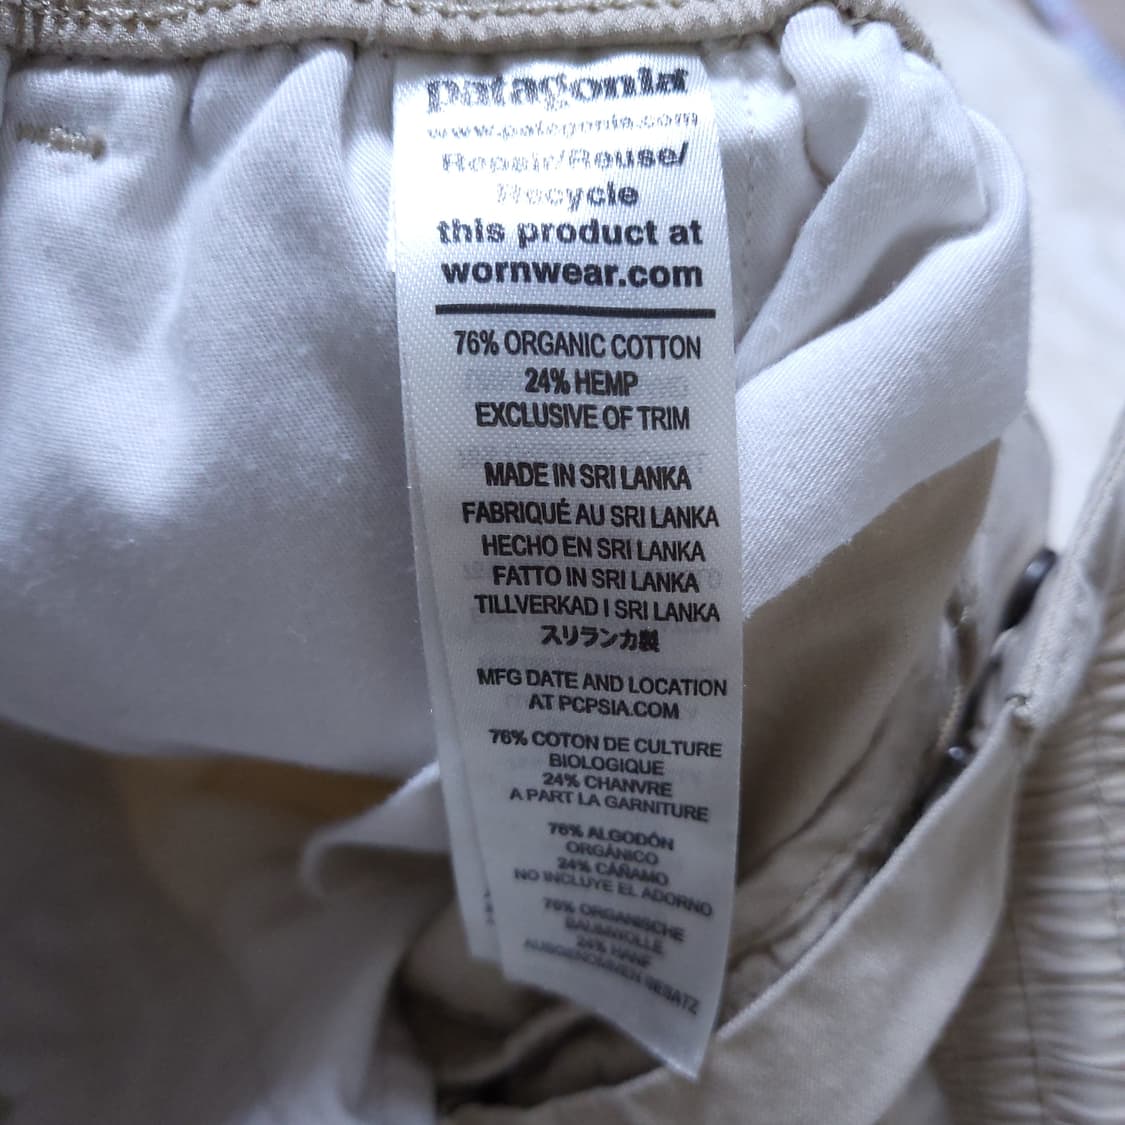 patagonia
www.patagonia.com
Repair/Reuse/
Recycle
this product at
wornwear.com
76% ORGANIC COTTON
24% HEMP
EXCLUSIVE OF TRIM
MADE IN SRI LANKA
FABRIQUÉ AU SRI LANKA
HECHO EN SRI LANKA
FATTO IN SRI LANKA
TILLVERKAD I SRI LANKA
スリランカ製
MFG DATE AND LOCATION
AT PCPSIA.COM
76% COTON DE CULTURE
BIOLOGIQUE
24% CHANVRE
A PART LA GARNITURE
76% ALGODÓN
ORGÁNICO
24% CÁÑAMO
NO INCLUYE EL ADORNO
76% ORGANISCHE
BAUMWOLLE
24% HANF
AUSGENOMMEN BESATZ